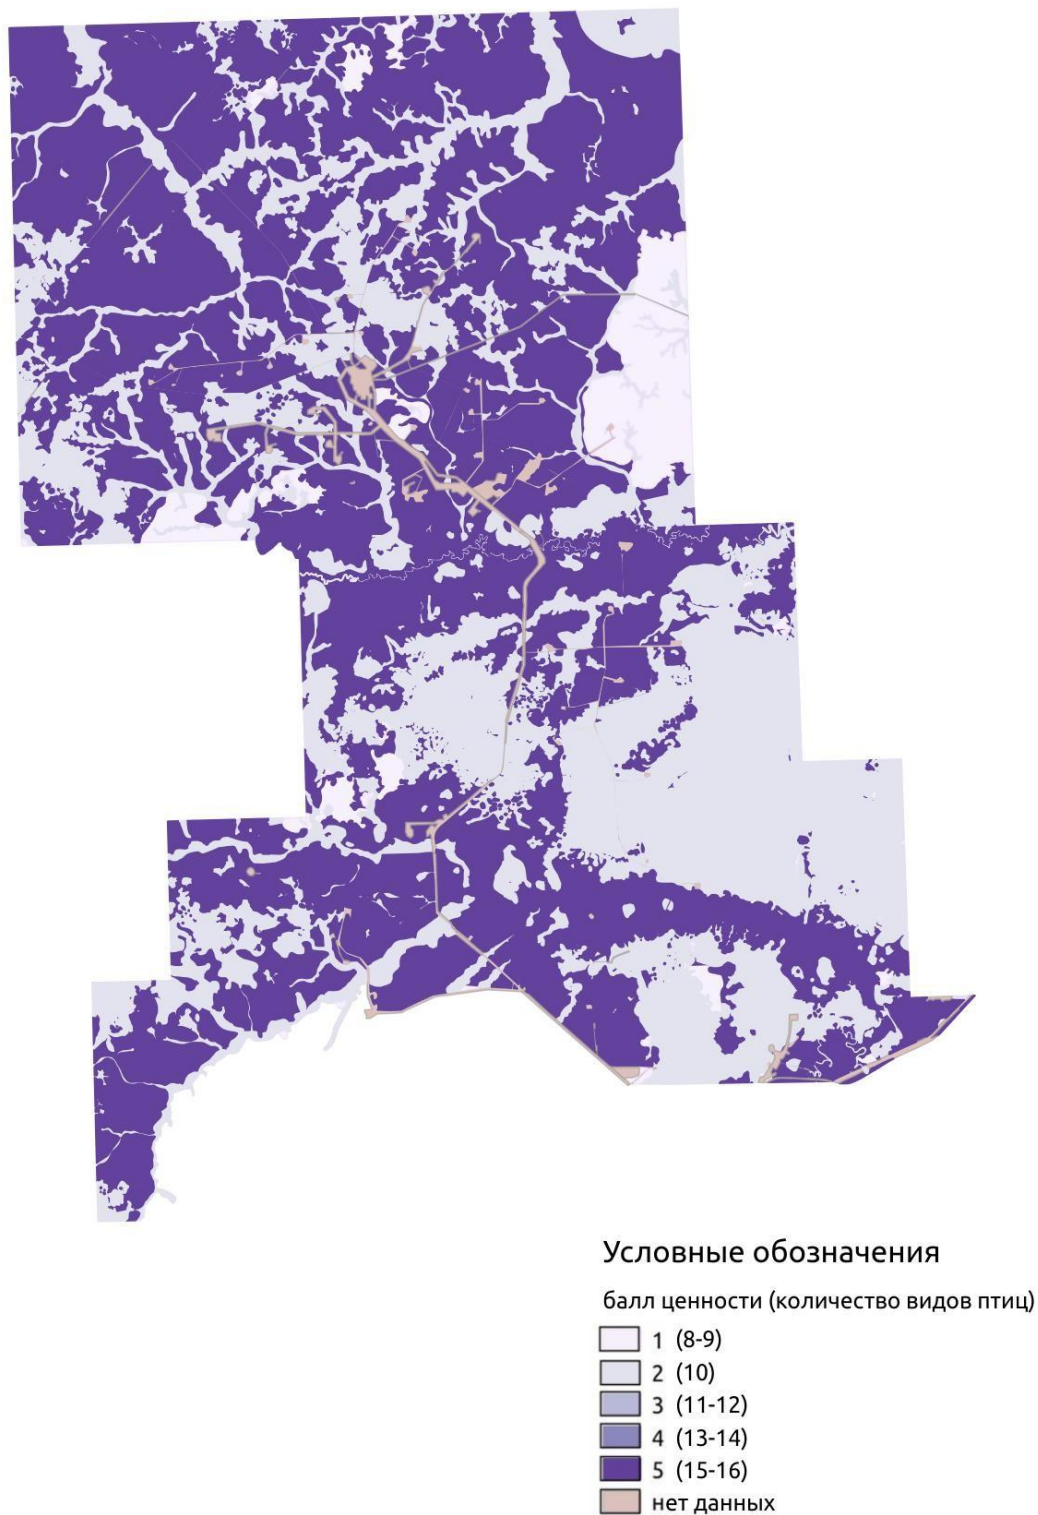 Условные обозначения
балл ценности (количество видов птиц)
1 (8-9)
2 (10)
3 (11-12)
4 (13-14)
5 (15-16)
нет данных